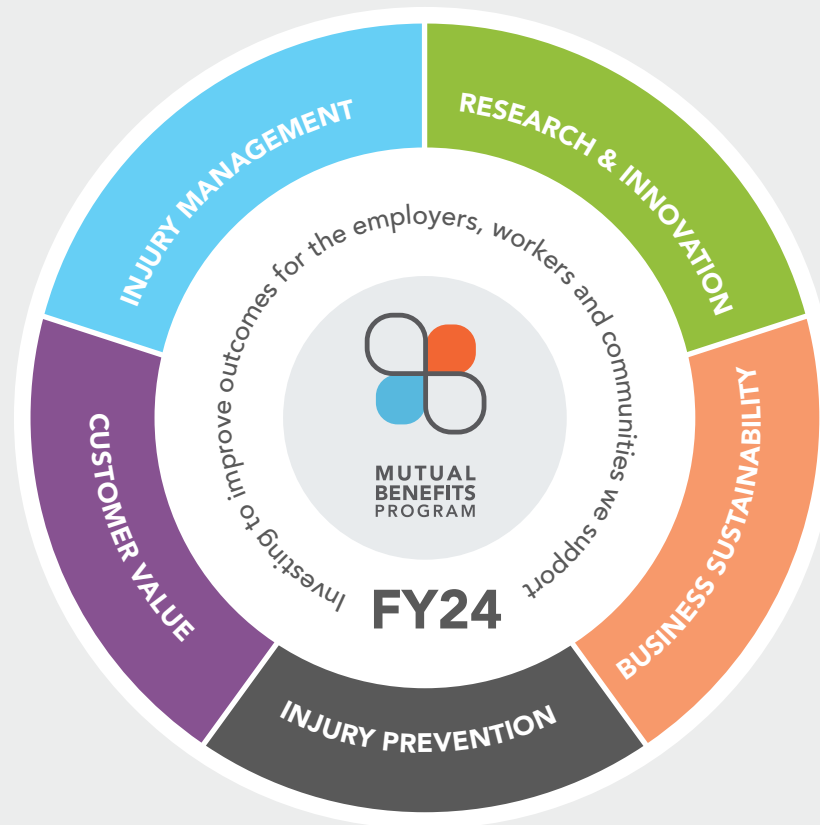 INJURY MANAGEMENT
RESEARCH & INNOVATION
BUSINESS SUSTAINABILITY
INJURY PREVENTION
CUSTOMER VALUE
Investing to improve outcomes for the employers, workers and communities we support
MUTUAL
BENEFITS
PROGRAM
FY24